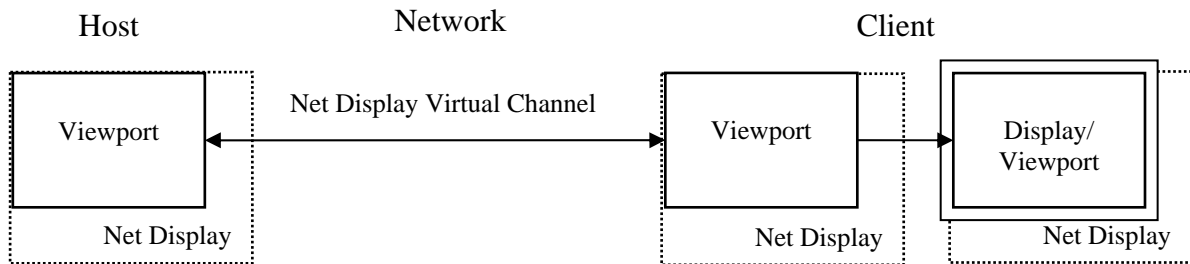 Host
Network
Client
Net Display Virtual Channel
Viewport
Viewport
Display/
Viewport
Net Display
Net Display
Net Display